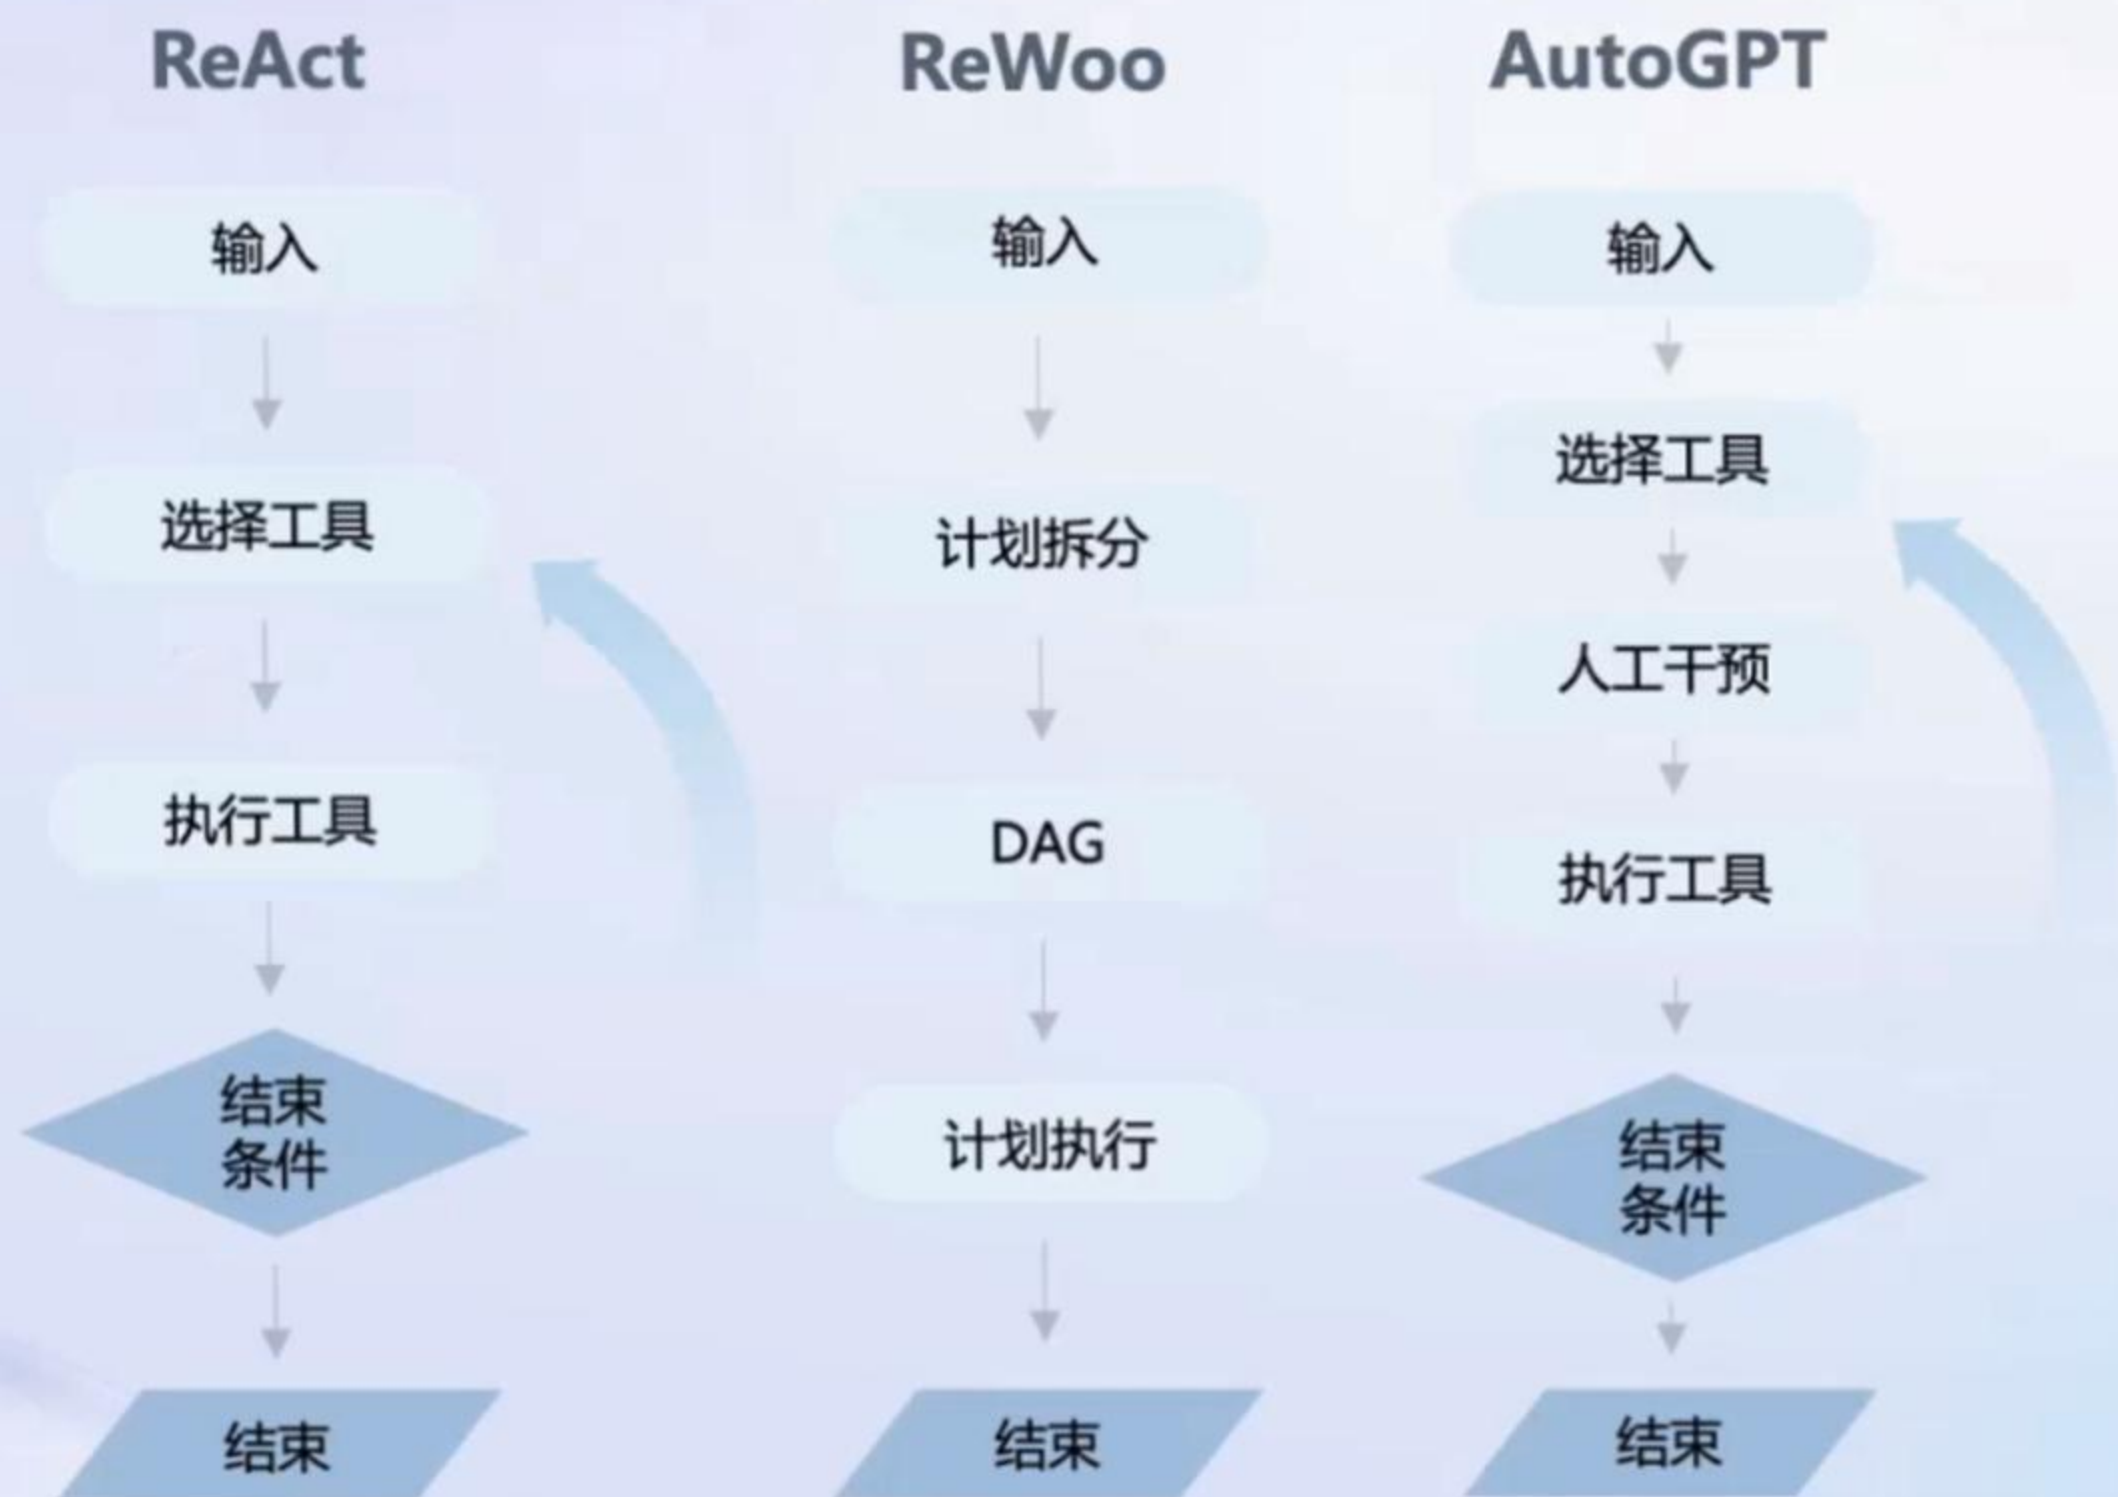 ReAct
输入
选择工具
执行工具
结束
条件
结束
ReWoo
输入
计划拆分
DAG
计划执行
结束
AutoGPT
输入
选择工具
人工干预
执行工具
结束
条件
结束